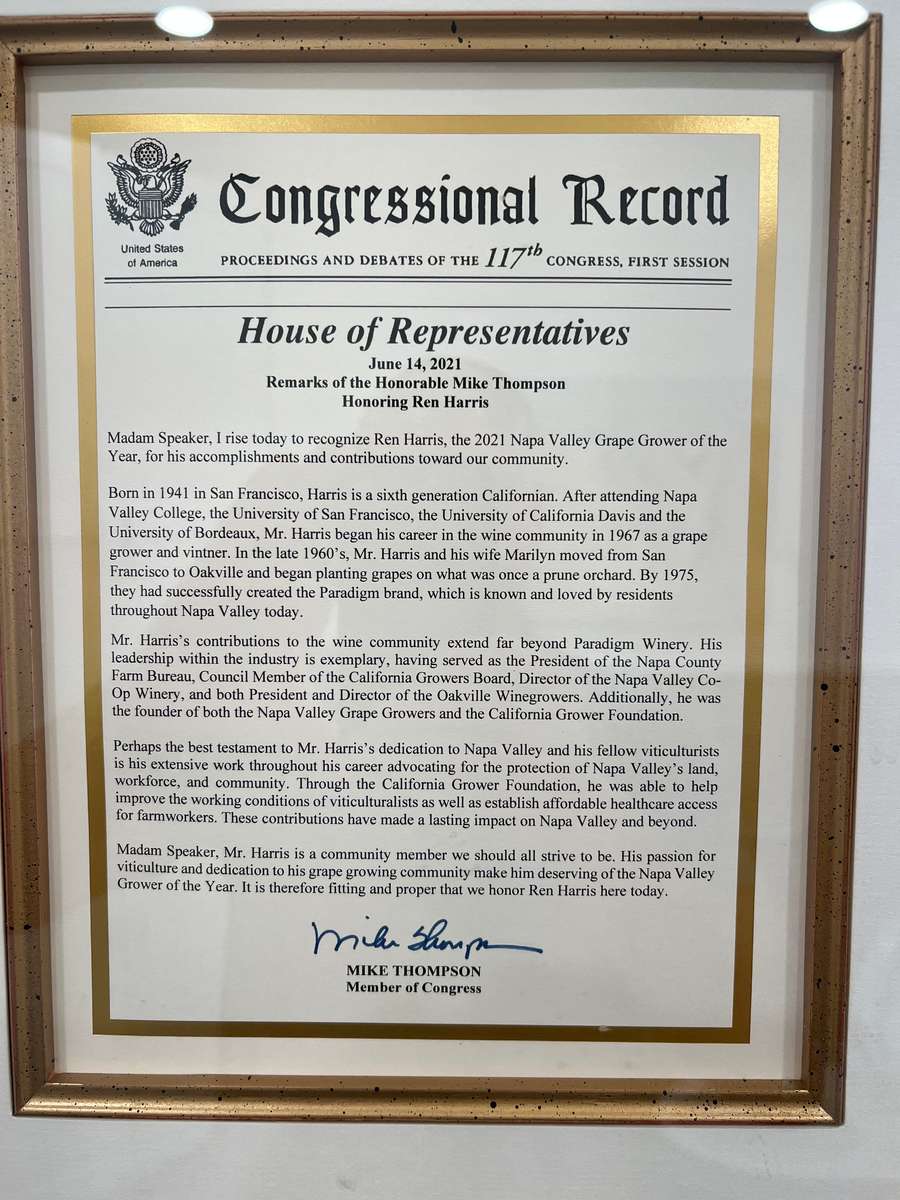 United States
of America
Congressional Record
PROCEEDINGS AND DEBATES OF THE 117th CONGRESS, FIRST SESSION
House of Representatives
June 14, 2021
Remarks of the Honorable Mike Thompson
Honoring Ren Harris
Madam Speaker, I rise today to recognize Ren Harris, the 2021 Napa Valley Grape Grower of the
Year, for his accomplishments and contributions toward our community.
Born in 1941 in San Francisco, Harris is a sixth generation Californian. After attending Napa
Valley College, the University of San Francisco, the University of California Davis and the
University of Bordeaux, Mr. Harris began his career in the wine community in 1967 as a grape
grower and vintner. In the late 1960’s, Mr. Harris and his wife Marilyn moved from San
Francisco to Oakville and began planting grapes on what was once a prune orchard. By 1975,
they had successfully created the Paradigm brand, which is known and loved by residents
throughout Napa Valley today.
Mr. Harris’s contributions to the wine community extend far beyond Paradigm Winery. His
leadership within the industry is exemplary, having served as the President of the Napa County
Farm Bureau, Council Member of the California Growers Board, Director of the Napa Valley Co-
Op Winery, and both President and Director of the Oakville Winegrowers. Additionally, he was
the founder of both the Napa Valley Grape Growers and the California Grower Foundation.
Perhaps the best testament to Mr. Harris’s dedication to Napa Valley and his fellow viticulturists
is his extensive work throughout his career advocating for the protection of Napa Valley’s land,
workforce, and community. Through the California Grower Foundation, he was able to help
improve the working conditions of viticulturalists as well as establish affordable healthcare access
for farmworkers. These contributions have made a lasting impact on Napa Valley and beyond.
Madam Speaker, Mr. Harris is a community member we should all strive to be. His passion for
viticulture and dedication to his grape growing community make him deserving of the Napa Valley
Grower of the Year. It is therefore fitting and proper that we honor Ren Harris here today.
Mike Thompson
MIKE THOMPSON
Member of Congress